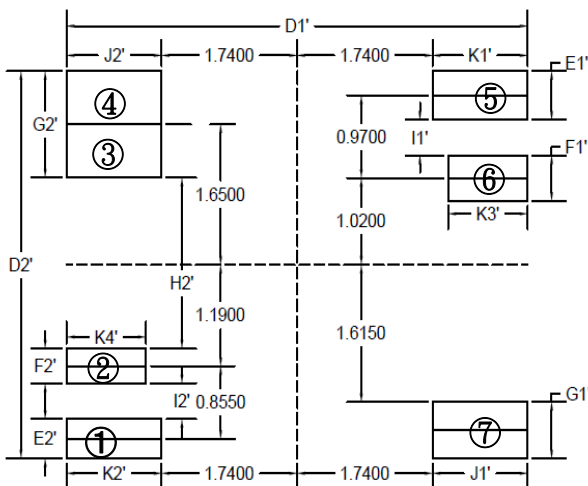 D1'
J2' 1.7400 1.7400 K1' E1'
④ ⑤
G2' 0.9700 I1' F1'
③
⑥
1.6500
1.0200 K3'
D2' H2'
1.1900 1.6150
K4'
F2' ②
I2' 0.8550 G1'
E2' ① ⑦
K2' 1.7400 1.7400 J1'